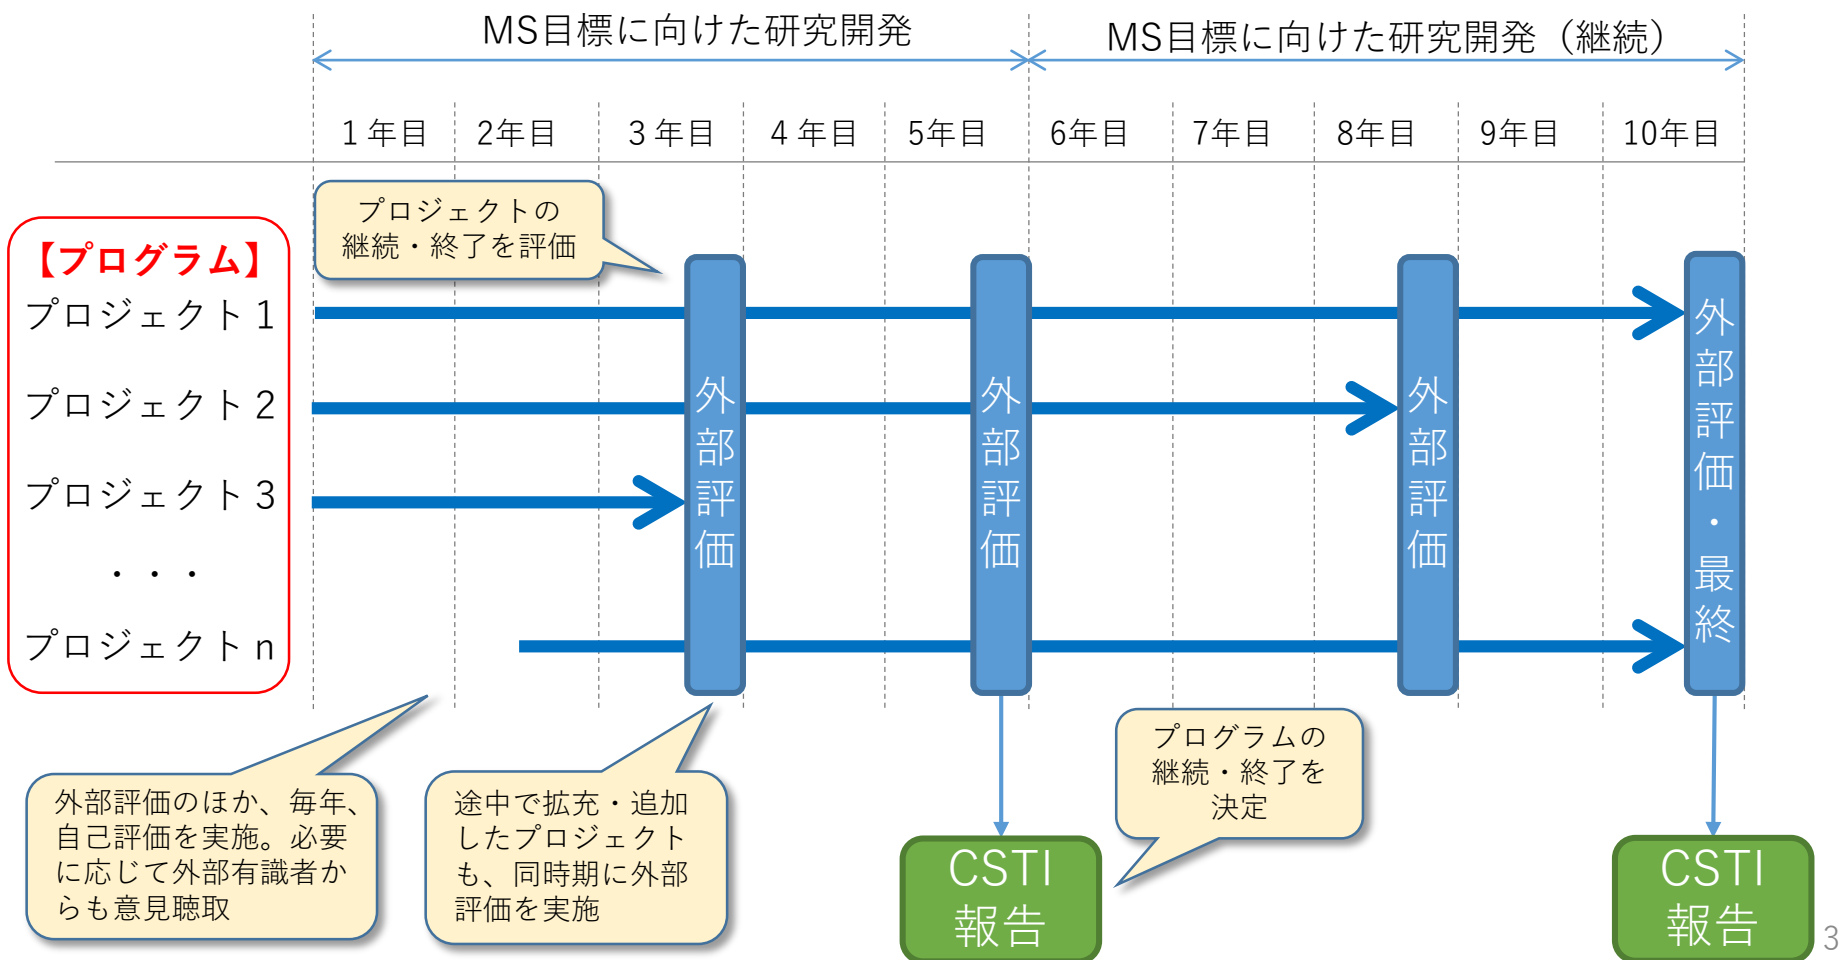 MS目標に向けた研究開発
MS目標に向けた研究開発（継続）
1年目
2年目
3年目
4年目
5年目
6年目
7年目
8年目
9年目
10年目
プロジェクトの
継続・終了を評価
【プログラム】
プロジェクト1
プロジェクト2
プロジェクト3
・・・
プロジェクトn
外部評価
外部評価
外部評価
外部評価・最終
外部評価のほか、毎年、
自己評価を実施。必要
に応じて外部有識者か
らも意見聴取
途中で拡充・追加
したプロジェクト
も、同時期に外部
評価を実施
プログラムの
継続・終了を
決定
CSTI
報告
CSTI
報告
3